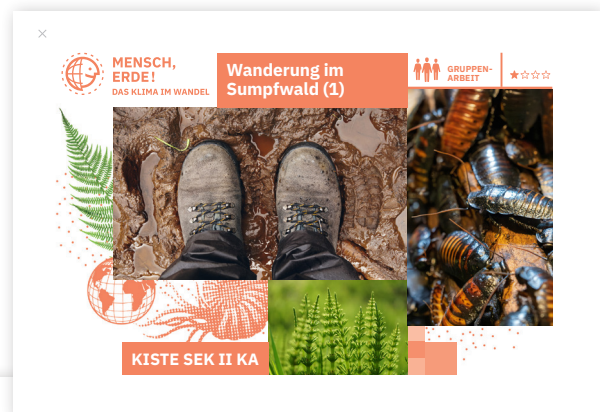 MENSCH,
ERDE!
DAS KLIMA IM WANDEL
Wanderung im
Sumpfwald (1)
GRUPPEN-
ARBEIT
KISTE SEK II KA